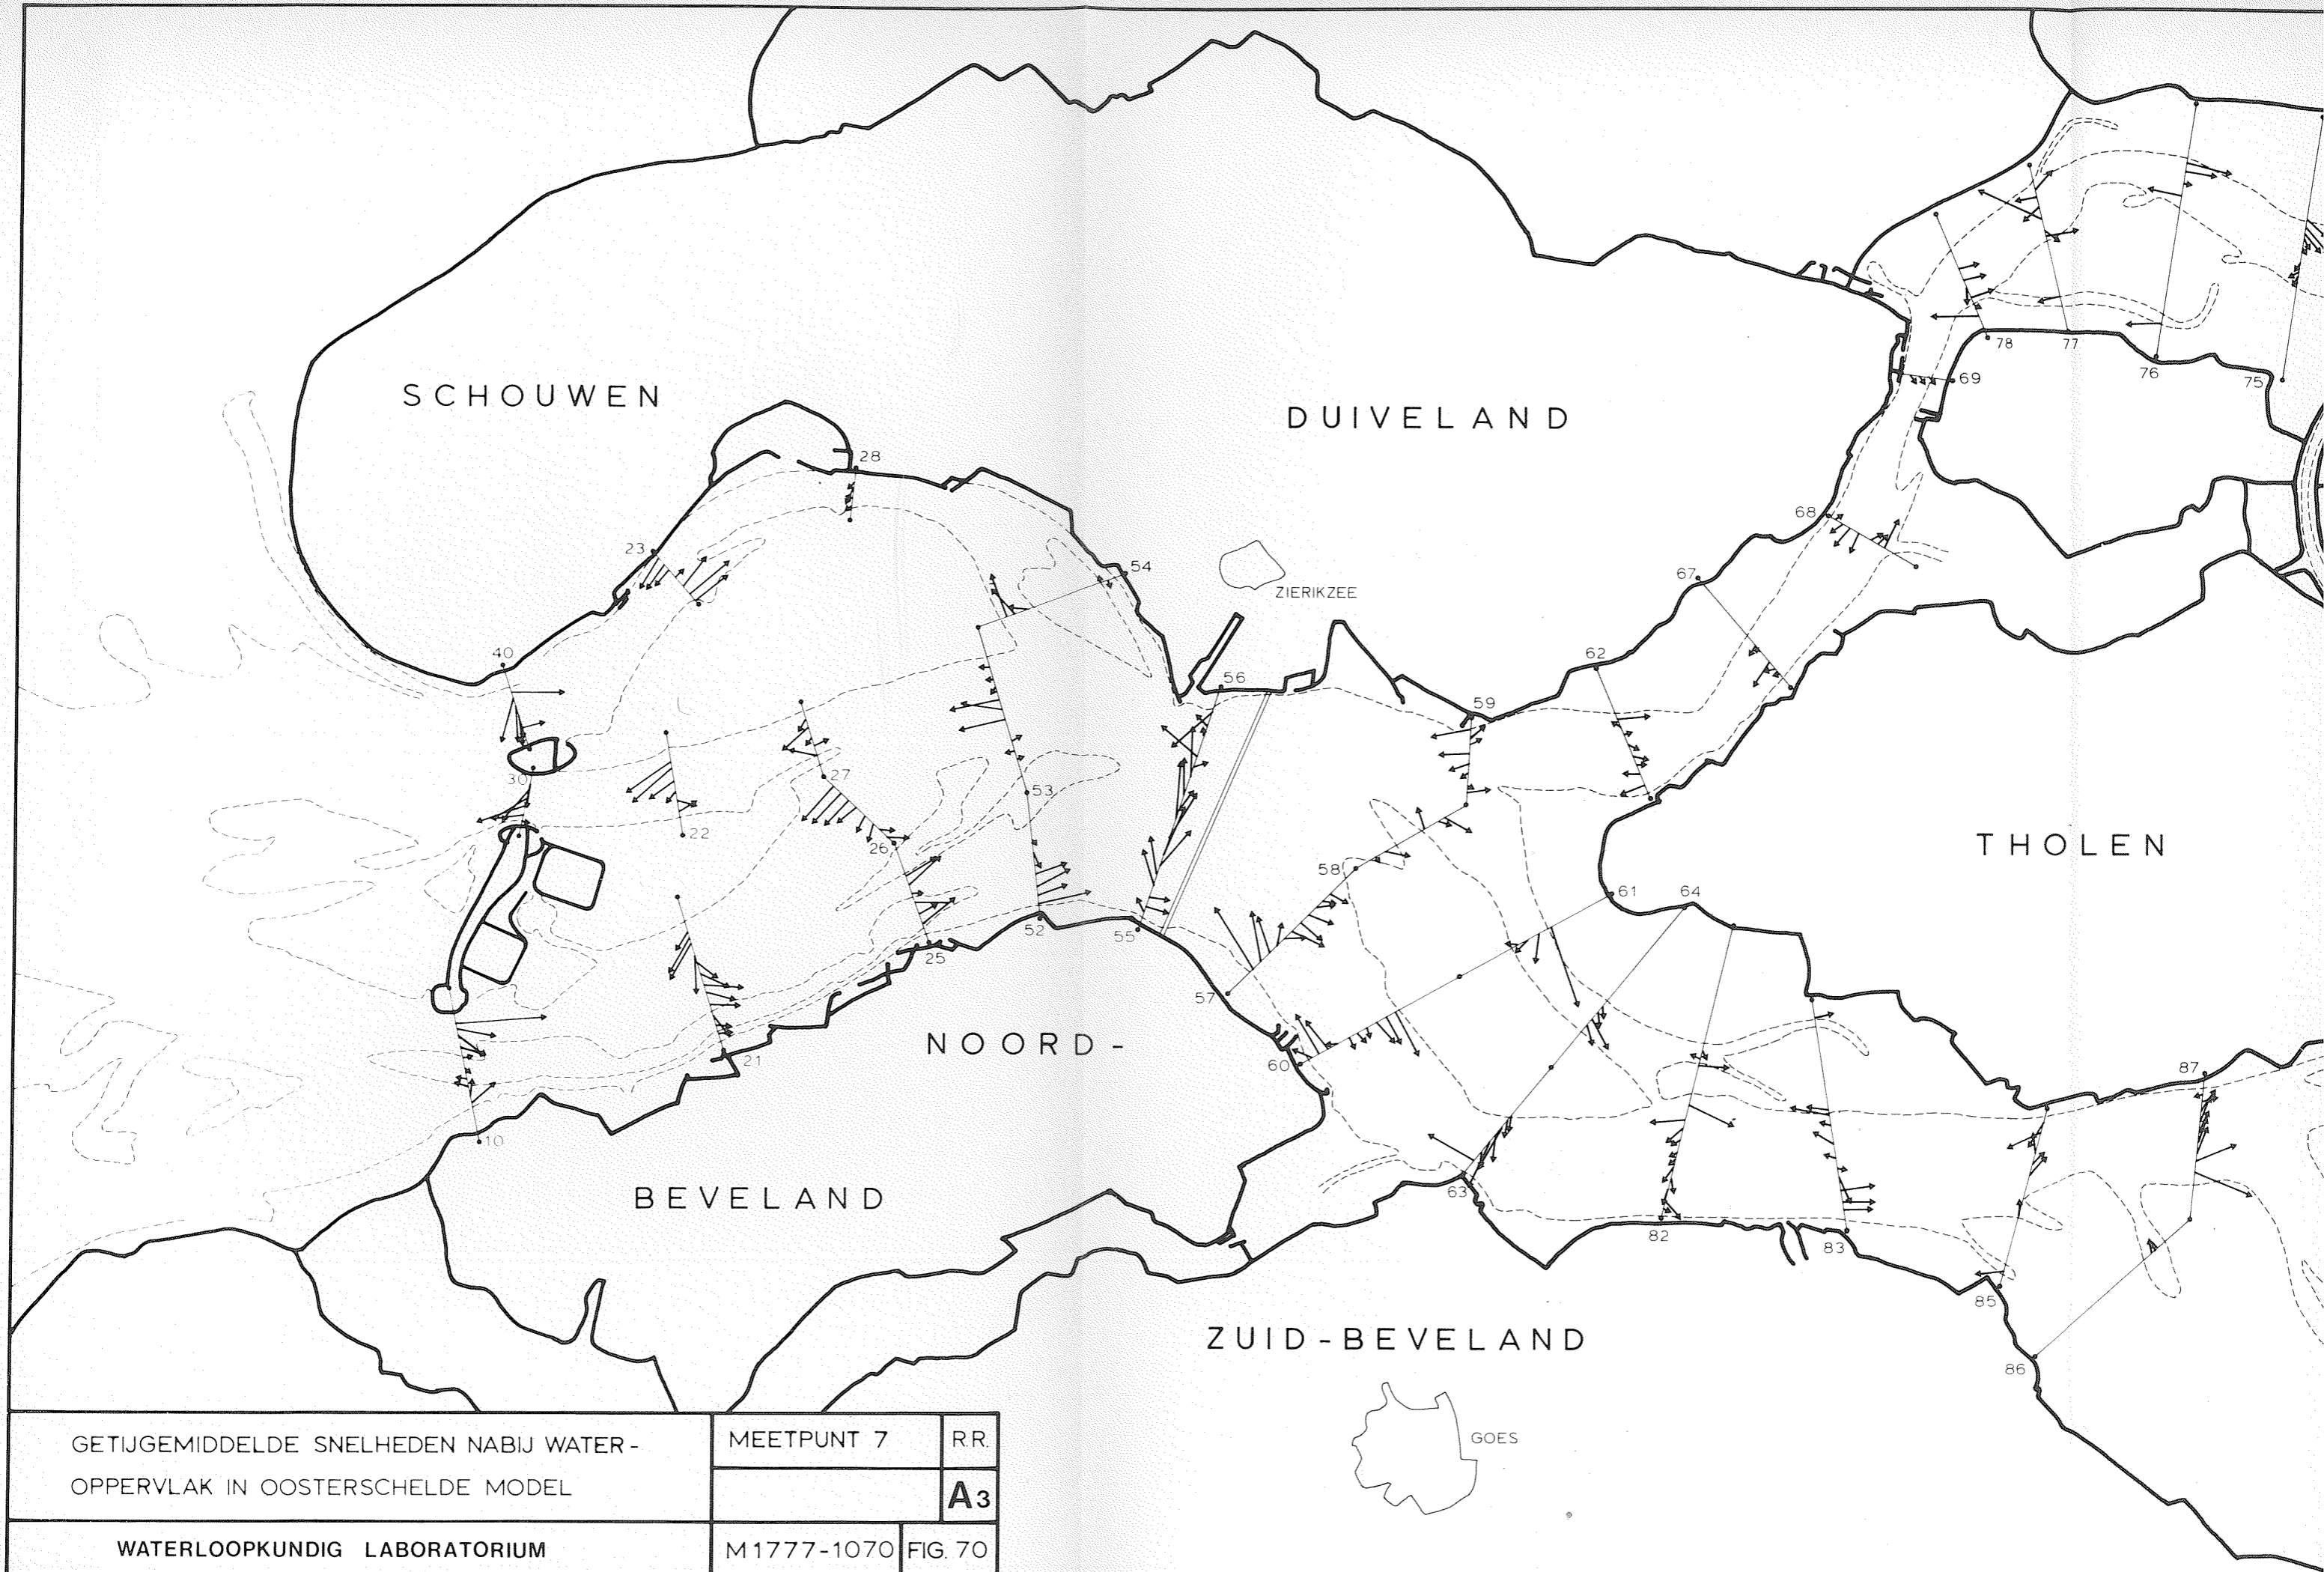 SCHOUWEN
DUIVELAND
78
77
76
75
69
28
68
23
54
ZIERIKZEE
67
40
62
56
59
30
27
53
22
26
58
THOLEN
61
64
52
55
25
57
NOORD-
21
60
87
10
BEVELAND
63
82
83
85
ZUID-BEVELAND
86
GOES
GETIJGEMIDDELDE SNELHEDEN NABIJ WATER-
OPPERVLAK IN OOSTERSCHELDE MODEL
MEETPUNT 7
R.R.
A3
WATERLOOPKUNDIG LABORATORIUM
M1777-1070
FIG. 70